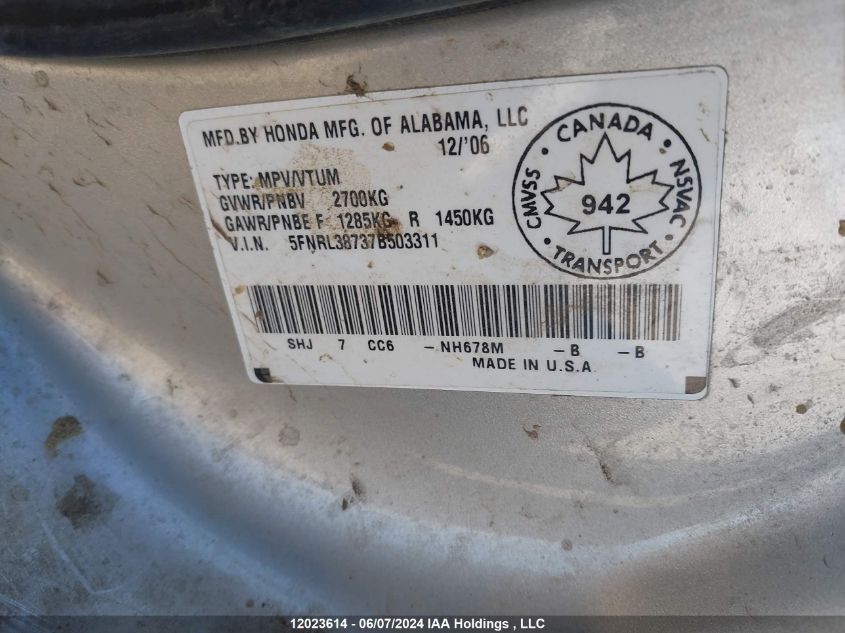 MFD.BY HONDA MFG. OF ALABAMA, LLC
12/'06
TYPE: MPV/VTUM
GVWR/PNBV 2700KG
GAWR/PNBE F 1285KG R 1450KG
V.I.N. 5FNRL38737B503311
CANADA
CMVSS 942 NSVAC
TRANSPORT
SHJ 7 CC6 -NH678M -B -B
MADE IN U.S.A
12023614 - 06/07/2024 IAA Holdings , LLC